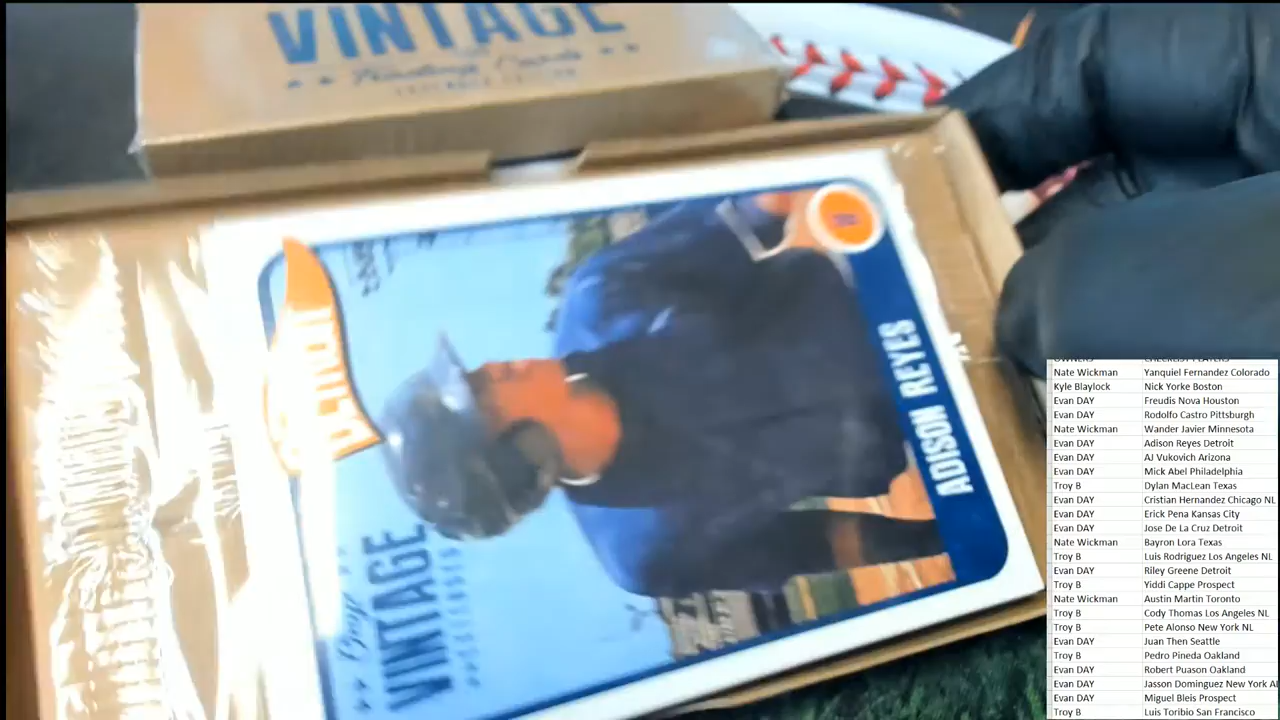 VINTAGE
DETROIT
ADISON REYES
VINTAGE
OWNERS CHECKLIST PLAYERS
Nate Wickman Yanquiel Fernandez Colorado
Kyle Blaylock Nick Yorke Boston
Evan DAY Freudis Nova Houston
Evan DAY Rodolfo Castro Pittsburgh
Nate Wickman Wander Javier Minnesota
Evan DAY Adison Reyes Detroit
Evan DAY AJ Vukovich Arizona
Evan DAY Mick Abel Philadelphia
Troy B Dylan MacLean Texas
Evan DAY Cristian Hernandez Chicago NL
Evan DAY Erick Pena Kansas City
Evan DAY Jose De La Cruz Detroit
Nate Wickman Bayron Lora Texas
Troy B Luis Rodriguez Los Angeles NL
Evan DAY Riley Greene Detroit
Troy B Yiddi Cappe Prospect
Nate Wickman Austin Martin Toronto
Troy B Cody Thomas Los Angeles NL
Troy B Pete Alonso New York NL
Evan DAY Juan Then Seattle
Troy B Pedro Pineda Oakland
Evan DAY Robert Puason Oakland
Evan DAY Jasson Dominguez New York AL
Evan DAY Miguel Bleis Prospect
Troy B Luis Toribio San Francisco